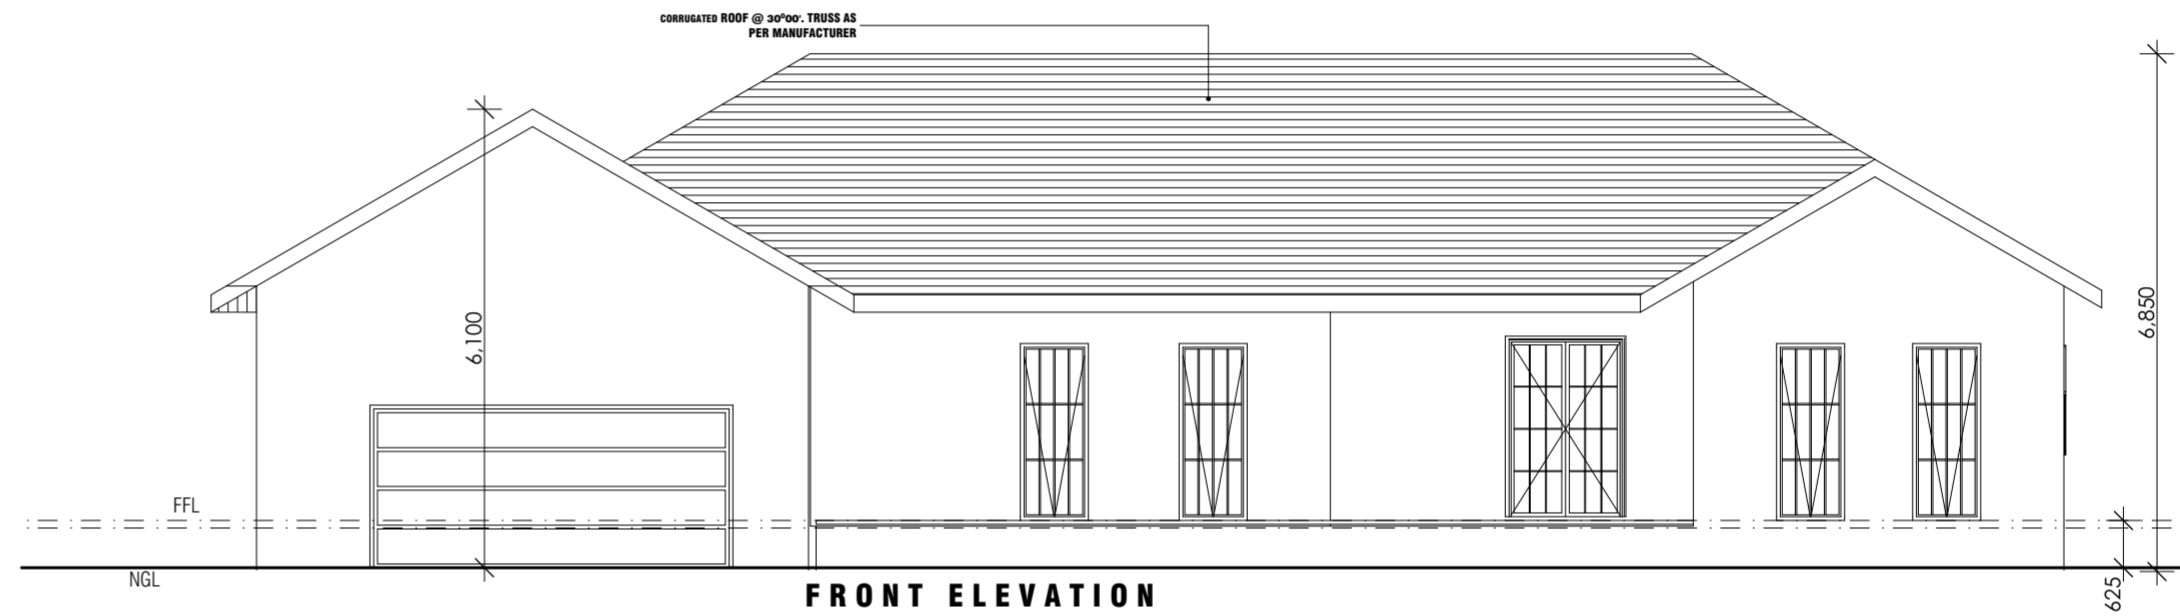 CORRUGATED ROOF @ 30°00'. TRUSS AS
PER MANUFACTURER
6,100
6,850
FFL
NGL
625
FRONT ELEVATION